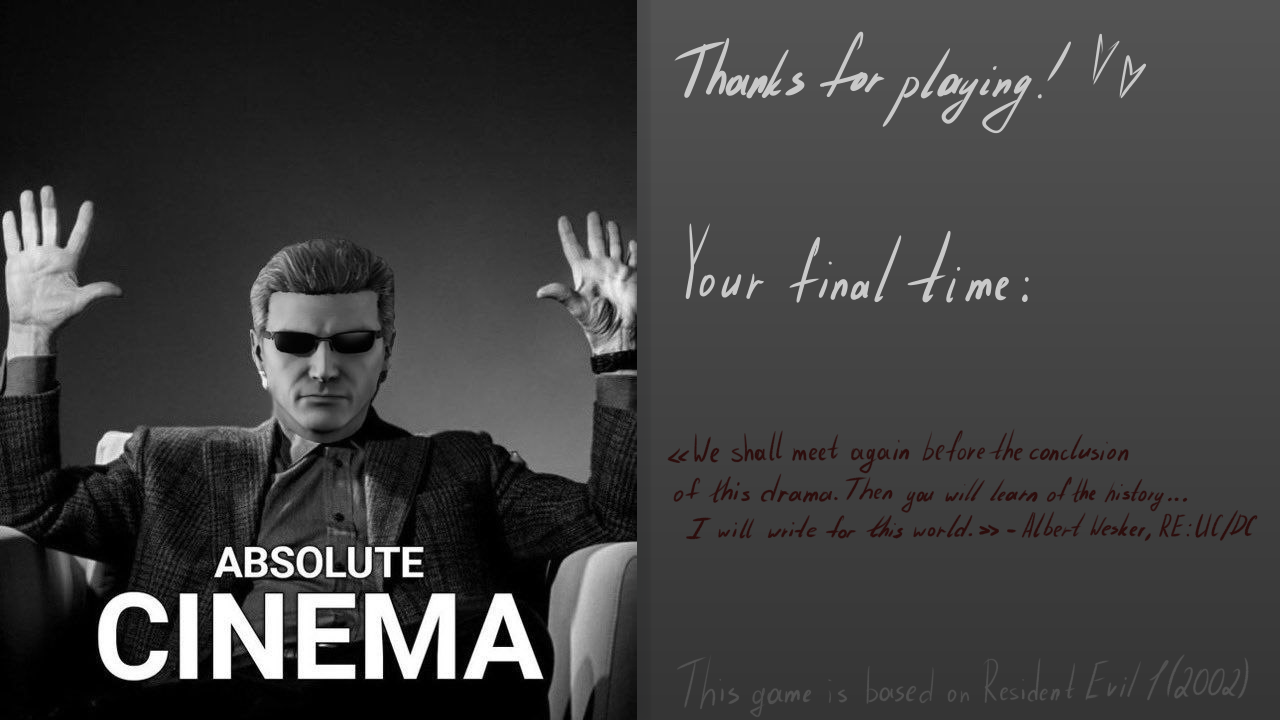 ABSOLUTE
CINEMA
Thanks for playing!
Your final time:
«We shall meet again before the conclusion
of this drama. Then you will learn of the history...
I will write for this world.» - Albert Wesker, RE:UC/DC
This game is based on Resident Evil 1(2002)